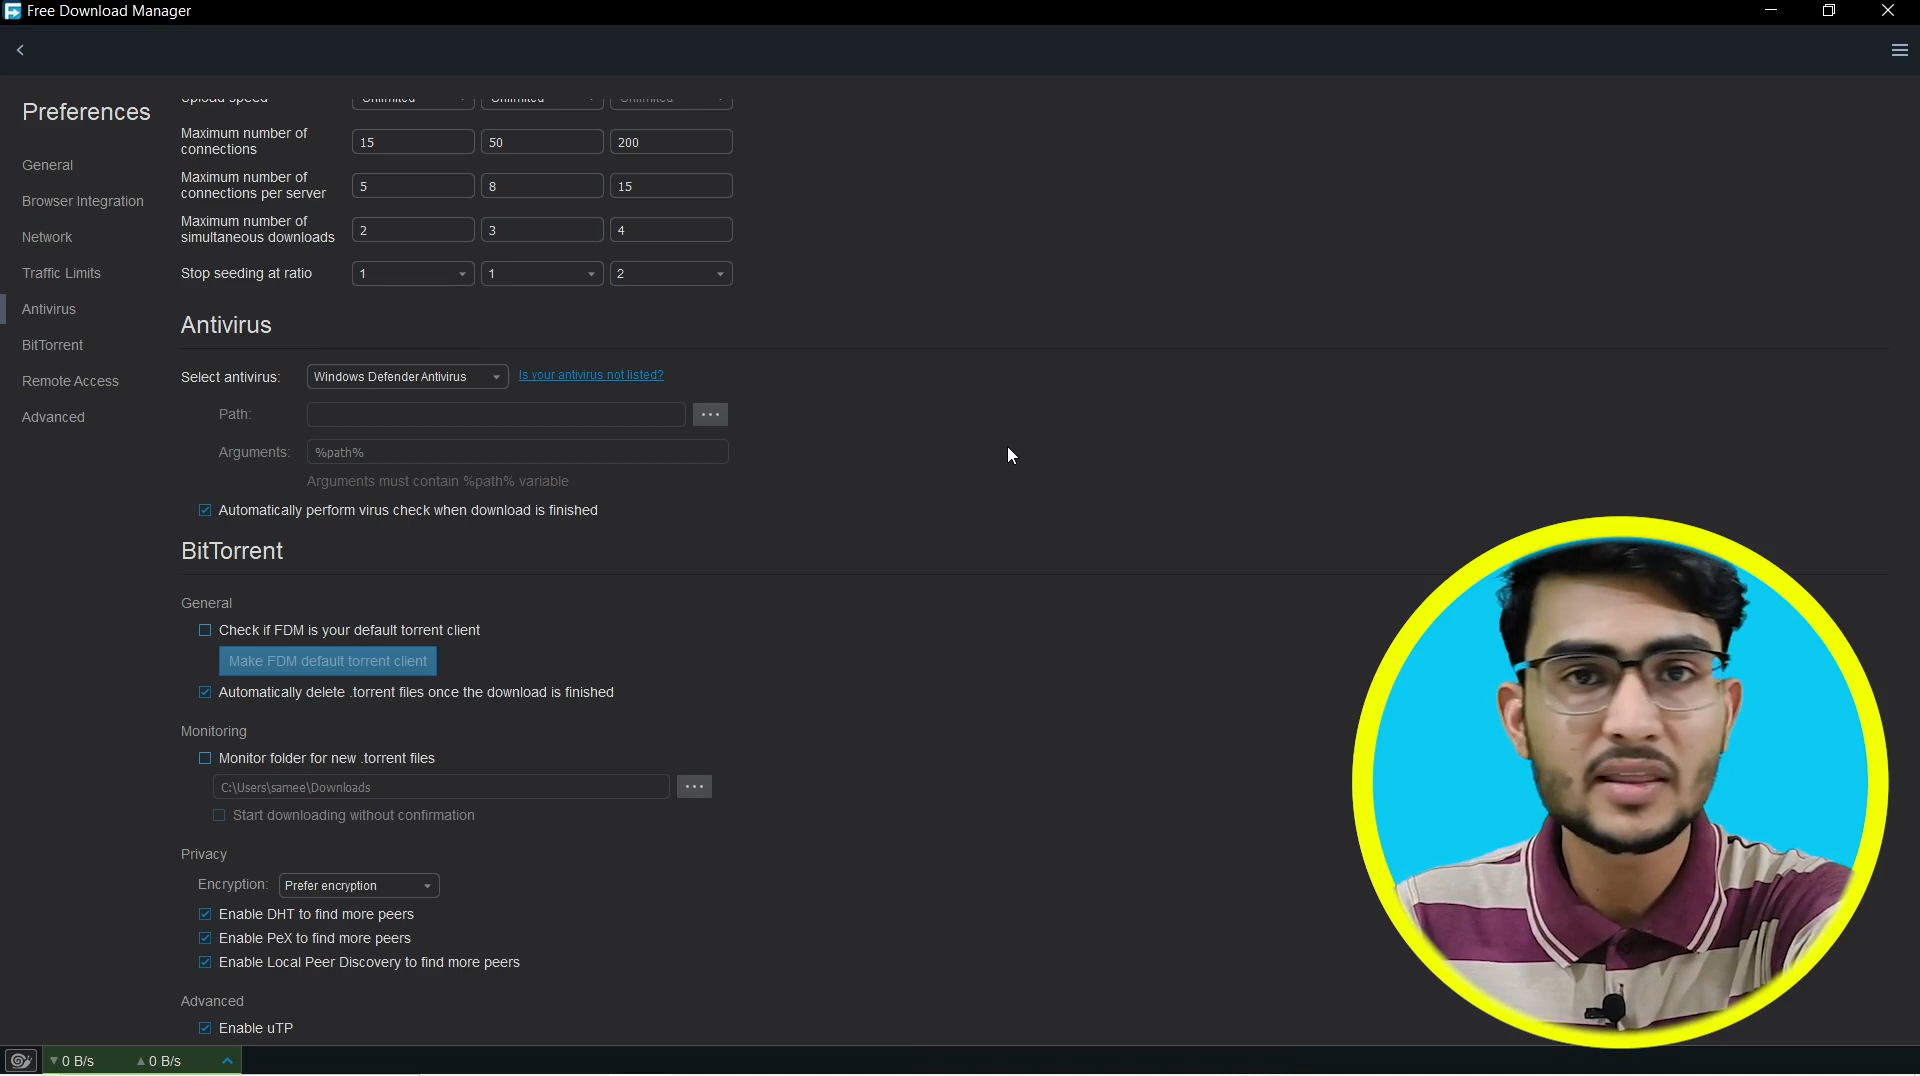 Free Download Manager
Preferences
General
Browser Integration
Network
Traffic Limits
Antivirus
BitTorrent
Remote Access
Advanced
Upload speed Unlimited Unlimited Unlimited
Maximum number of
connections 15 50 200
Maximum number of
connections per server 5 8 15
Maximum number of
simultaneous downloads 2 3 4
Stop seeding at ratio 1 1 2
Antivirus
Select antivirus: Windows Defender Antivirus Is your antivirus not listed?
Path:
Arguments: %path%
Arguments must contain %path% variable
Automatically perform virus check when download is finished
BitTorrent
General
Check if FDM is your default torrent client
Make FDM default torrent client
Automatically delete .torrent files once the download is finished
Monitoring
Monitor folder for new .torrent files
C:\Users\samee\Downloads
Start downloading without confirmation
Privacy
Encryption: Prefer encryption
Enable DHT to find more peers
Enable PeX to find more peers
Enable Local Peer Discovery to find more peers
Advanced
Enable uTP
0 B/s 0 B/s